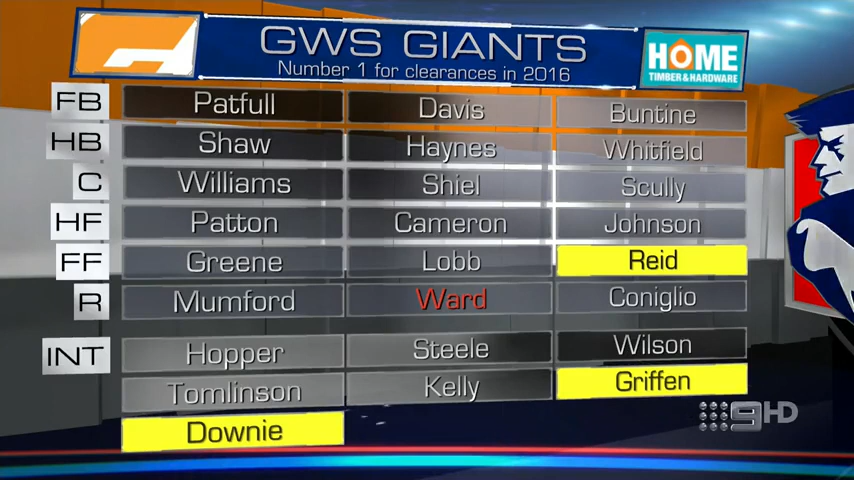 GWS GIANTS
Number 1 for clearances in 2016
HOME
TIMBER & HARDWARE
FB Patfull Davis Buntine
HB Shaw Haynes Whitfield
C Williams Shiel Scully
HF Patton Cameron Johnson
FF Greene Lobb Reid
R Mumford Ward Coniglio
INT Hopper Steele Wilson
Tomlinson Kelly Griffen
Downie
9HD